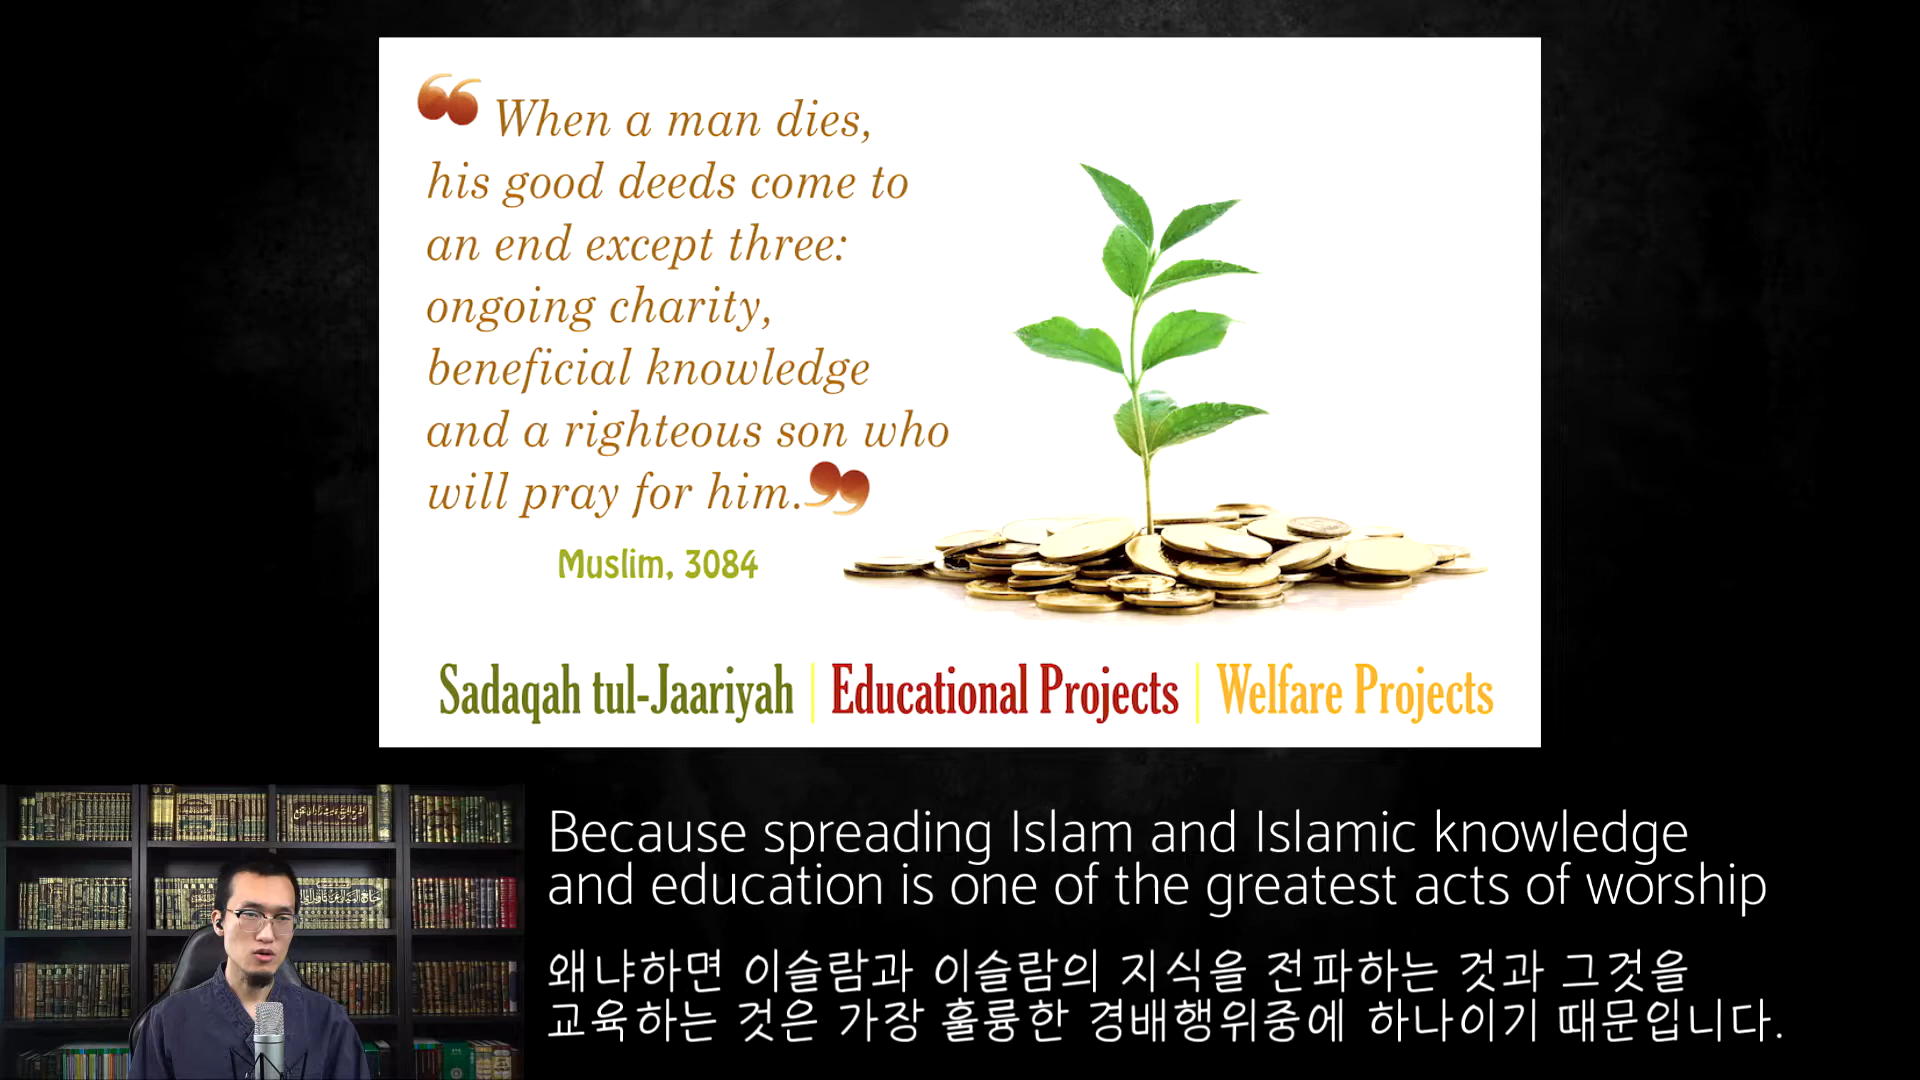 When a man dies,
his good deeds come to
an end except three:
ongoing charity,
beneficial knowledge
and a righteous son who
will pray for him.
Muslim, 3084
Sadaqah tul-Jaariyah | Educational Projects | Welfare Projects
Because spreading Islam and Islamic knowledge
and education is one of the greatest acts of worship
왜냐하면 이슬람과 이슬람의 지식을 전파하는 것과 그것을
교육하는 것은 가장 훌륭한 경배행위중에 하나이기 때문입니다.